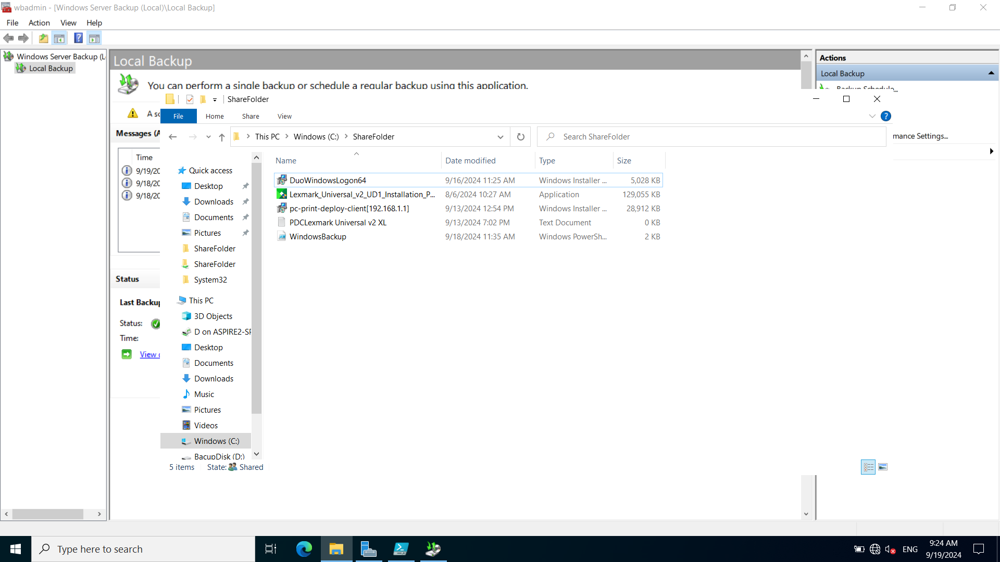 wbadmin - [Windows Server Backup (Local)\Local Backup]
File Action View Help
Windows Server Backup (L
Local Backup
Local Backup
You can perform a single backup or schedule a regular backup using this application.
A sc
Messages (A
Time
9/19/20
9/18/20
9/18/20
Status
Last Backup
Status:
Time:
View d
Actions
Local Backup
Backup Schedule...
mance Settings...
ShareFolder
File Home Share View
This PC Windows (C:) ShareFolder
Search ShareFolder
Quick access
Desktop
Downloads
Documents
Pictures
ShareFolder
ShareFolder
System32
This PC
3D Objects
D on ASPIRE2-SF
Desktop
Documents
Downloads
Music
Pictures
Videos
Windows (C:)
BacupDisk (D:)
Name Date modified Type Size
DuoWindowsLogon64 9/16/2024 11:25 AM Windows Installer ... 5,028 KB
Lexmark_Universal_v2_UD1_Installation_P... 8/6/2024 10:27 AM Application 129,055 KB
pc-print-deploy-client[192.168.1.1] 9/13/2024 12:54 PM Windows Installer ... 28,912 KB
PDCLexmark Universal v2 XL 9/13/2024 7:02 PM Text Document 0 KB
WindowsBackup 9/18/2024 11:35 AM Windows PowerSh... 2 KB
5 items State: Shared
Type here to search
ENG
9:24 AM
9/19/2024